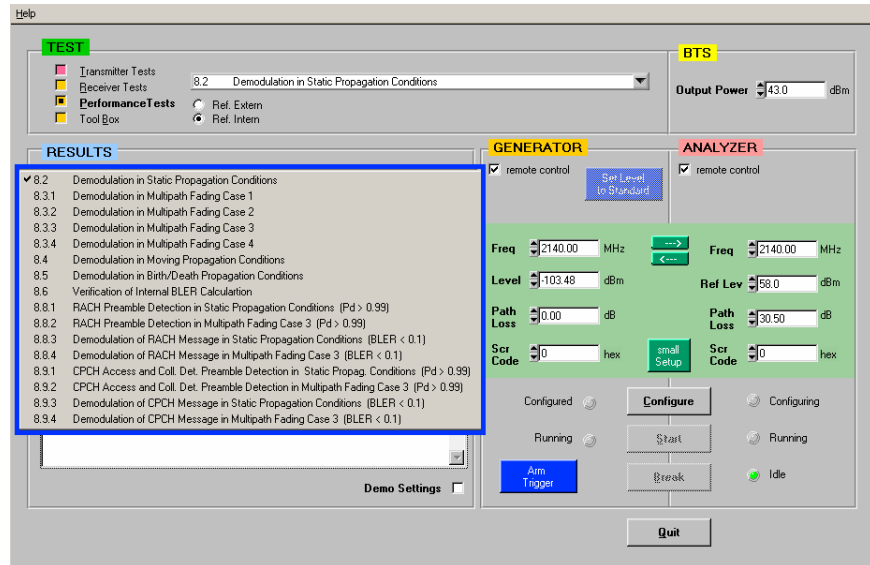 Help
TEST
Transmitter Tests
Receiver Tests
PerformanceTests
Tool Box
8.2 Demodulation in Static Propagation Conditions
Ref. Extern
Ref. Intern
BTS
Output Power 43.0 dBm
RESULTS
8.2 Demodulation in Static Propagation Conditions
8.3.1 Demodulation in Multipath Fading Case 1
8.3.2 Demodulation in Multipath Fading Case 2
8.3.3 Demodulation in Multipath Fading Case 3
8.3.4 Demodulation in Multipath Fading Case 4
8.4 Demodulation in Moving Propagation Conditions
8.5 Demodulation in Birth/Death Propagation Conditions
8.6 Verification of Internal BLER Calculartion
8.8.1 RACH Preamble Detection in Static Propagation Conditions (Pd > 0.99)
8.8.2 RACH Preamble Detection in Multipath Fading Case 3 (Pd > 0.99)
8.8.3 Demodulation of RACH Message in Static Propagation Conditions (BLER < 0.1)
8.8.4 Demodulation of RACH Message in Multipath Fading Case 3 (BLER < 0.1)
8.9.1 CPCH Access and Coll. Det. Preamble Detection in Static Propag. Conditions (Pd > 0.99)
8.9.2 CPCH Access and Coll. Det. Preamble Detection in Multipath Fading Case 3 (Pd > 0.99)
8.9.3 Demodulation of CPCH Message in Static Propagation Conditions (BLER < 0.1)
8.9.4 Demodulation of CPCH Message in Multipath Fading Case 3 (BLER < 0.1)
Demo Settings
GENERATOR
remote control
Set Level
to Standard
Freq 2140.00 MHz
Level -103.48 dBm
Path
Loss 0.00 dB
Scr
Code 0 hex
--->
<---
small
Setup
ANALYZER
remote control
Freq 2140.00 MHz
Ref Lev 58.0 dBm
Path
Loss 30.50 dB
Scr
Code 0 hex
Configured
Configure
Configuring
Running
Start
Running
Arm
Trigger
Break
Idle
Quit